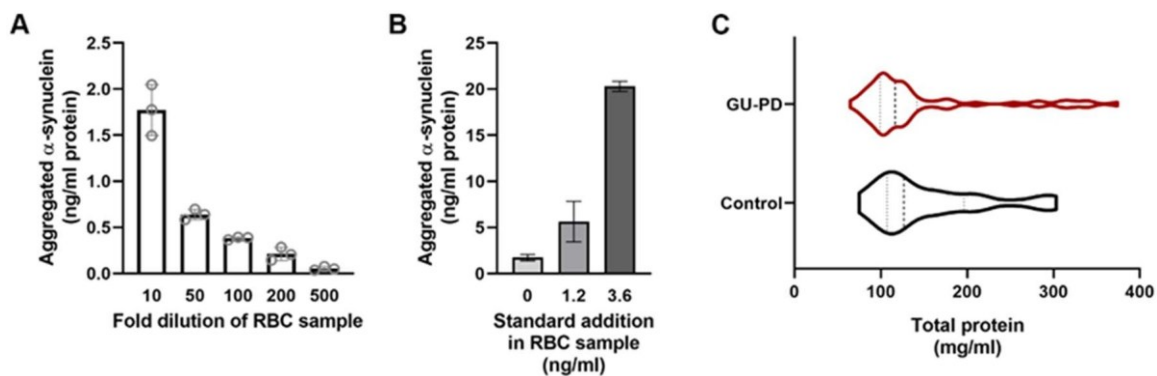 A
Aggregated α-synuclein
(ng/ml protein)
2.5
2.0
1.5
1.0
0.5
0.0
10 50 100 200 500
Fold dilution of RBC sample
B
Aggregated α-synuclein
(ng/ml protein)
25
20
15
10
5
0
0 1.2 3.6
Standard addition
in RBC sample
(ng/ml)
C
GU-PD
Control
0 100 200 300 400
Total protein
(mg/ml)